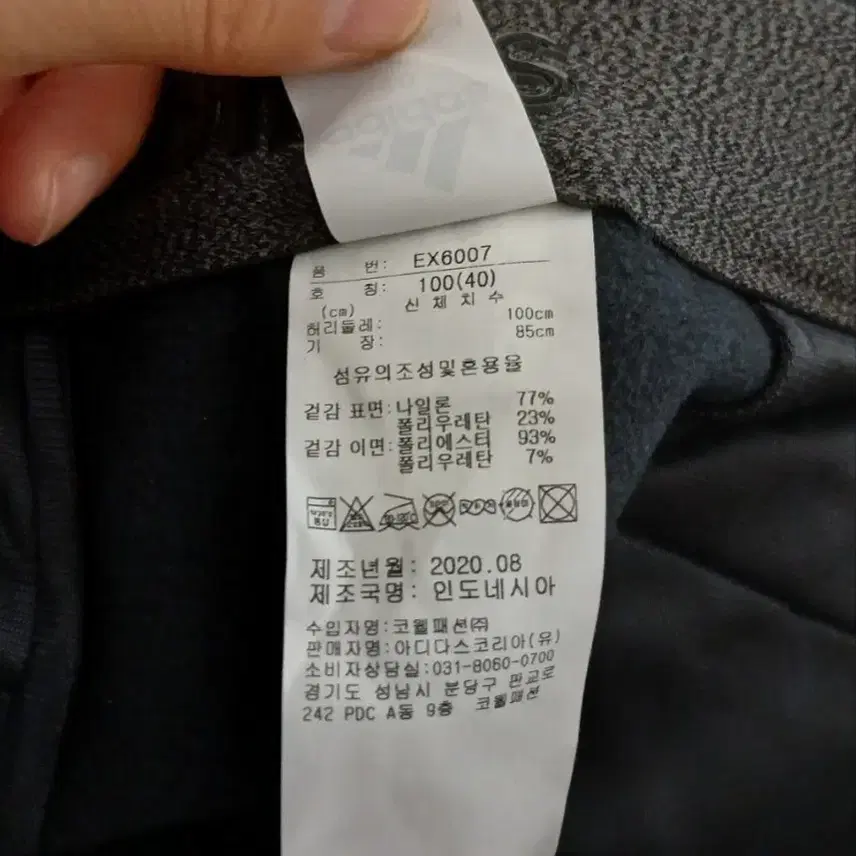 adidas
S
품 번: EX6007
호 칭: 100(40)
(cm) 신체치수
허리둘레: 100cm
기 장: 85cm
섬유의조성및혼용율
겉감 표면: 나일론 77%
폴리우레탄 23%
겉감 이면: 폴리에스터 93%
폴리우레탄 7%
제조년월: 2020.08
제조국명: 인도네시아
수입자명:코웰패션㈜
판매자명:아디다스코리아(유)
소비자상담실:031-8060-0700
경기도 성남시 분당구 판교로
242 PDC A동 9층 코웰패션